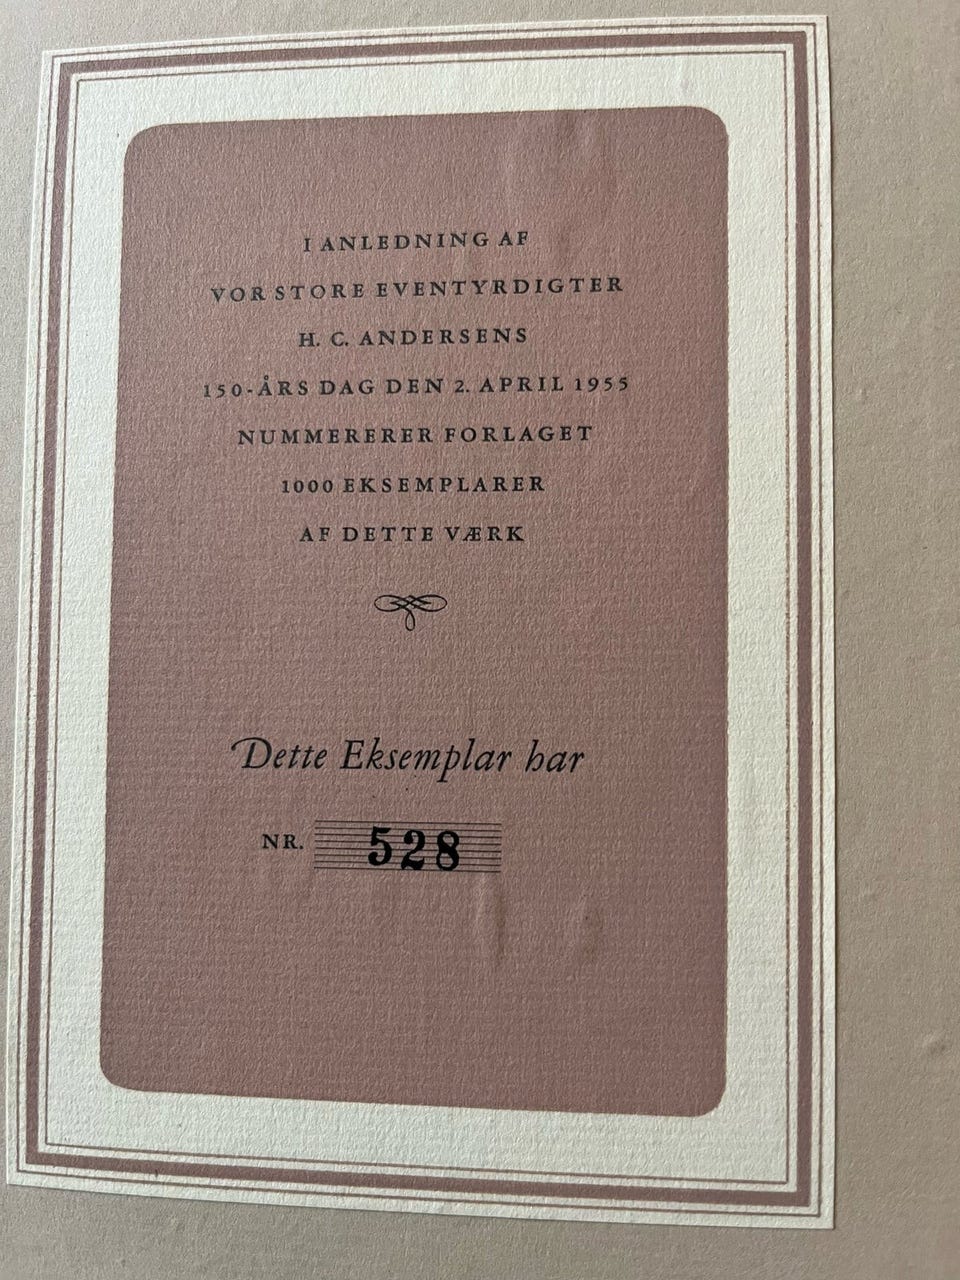 I ANLEDNING AF
VOR STORE EVENTYRDIGTER
H. C. ANDERSENS
150-ÅRS DAG DEN 2. APRIL 1955
NUMMERERER FORLAGET
1000 EKSEMPLARER
AF DETTE VÆRK
Dette Eksemplar har
NR. 528